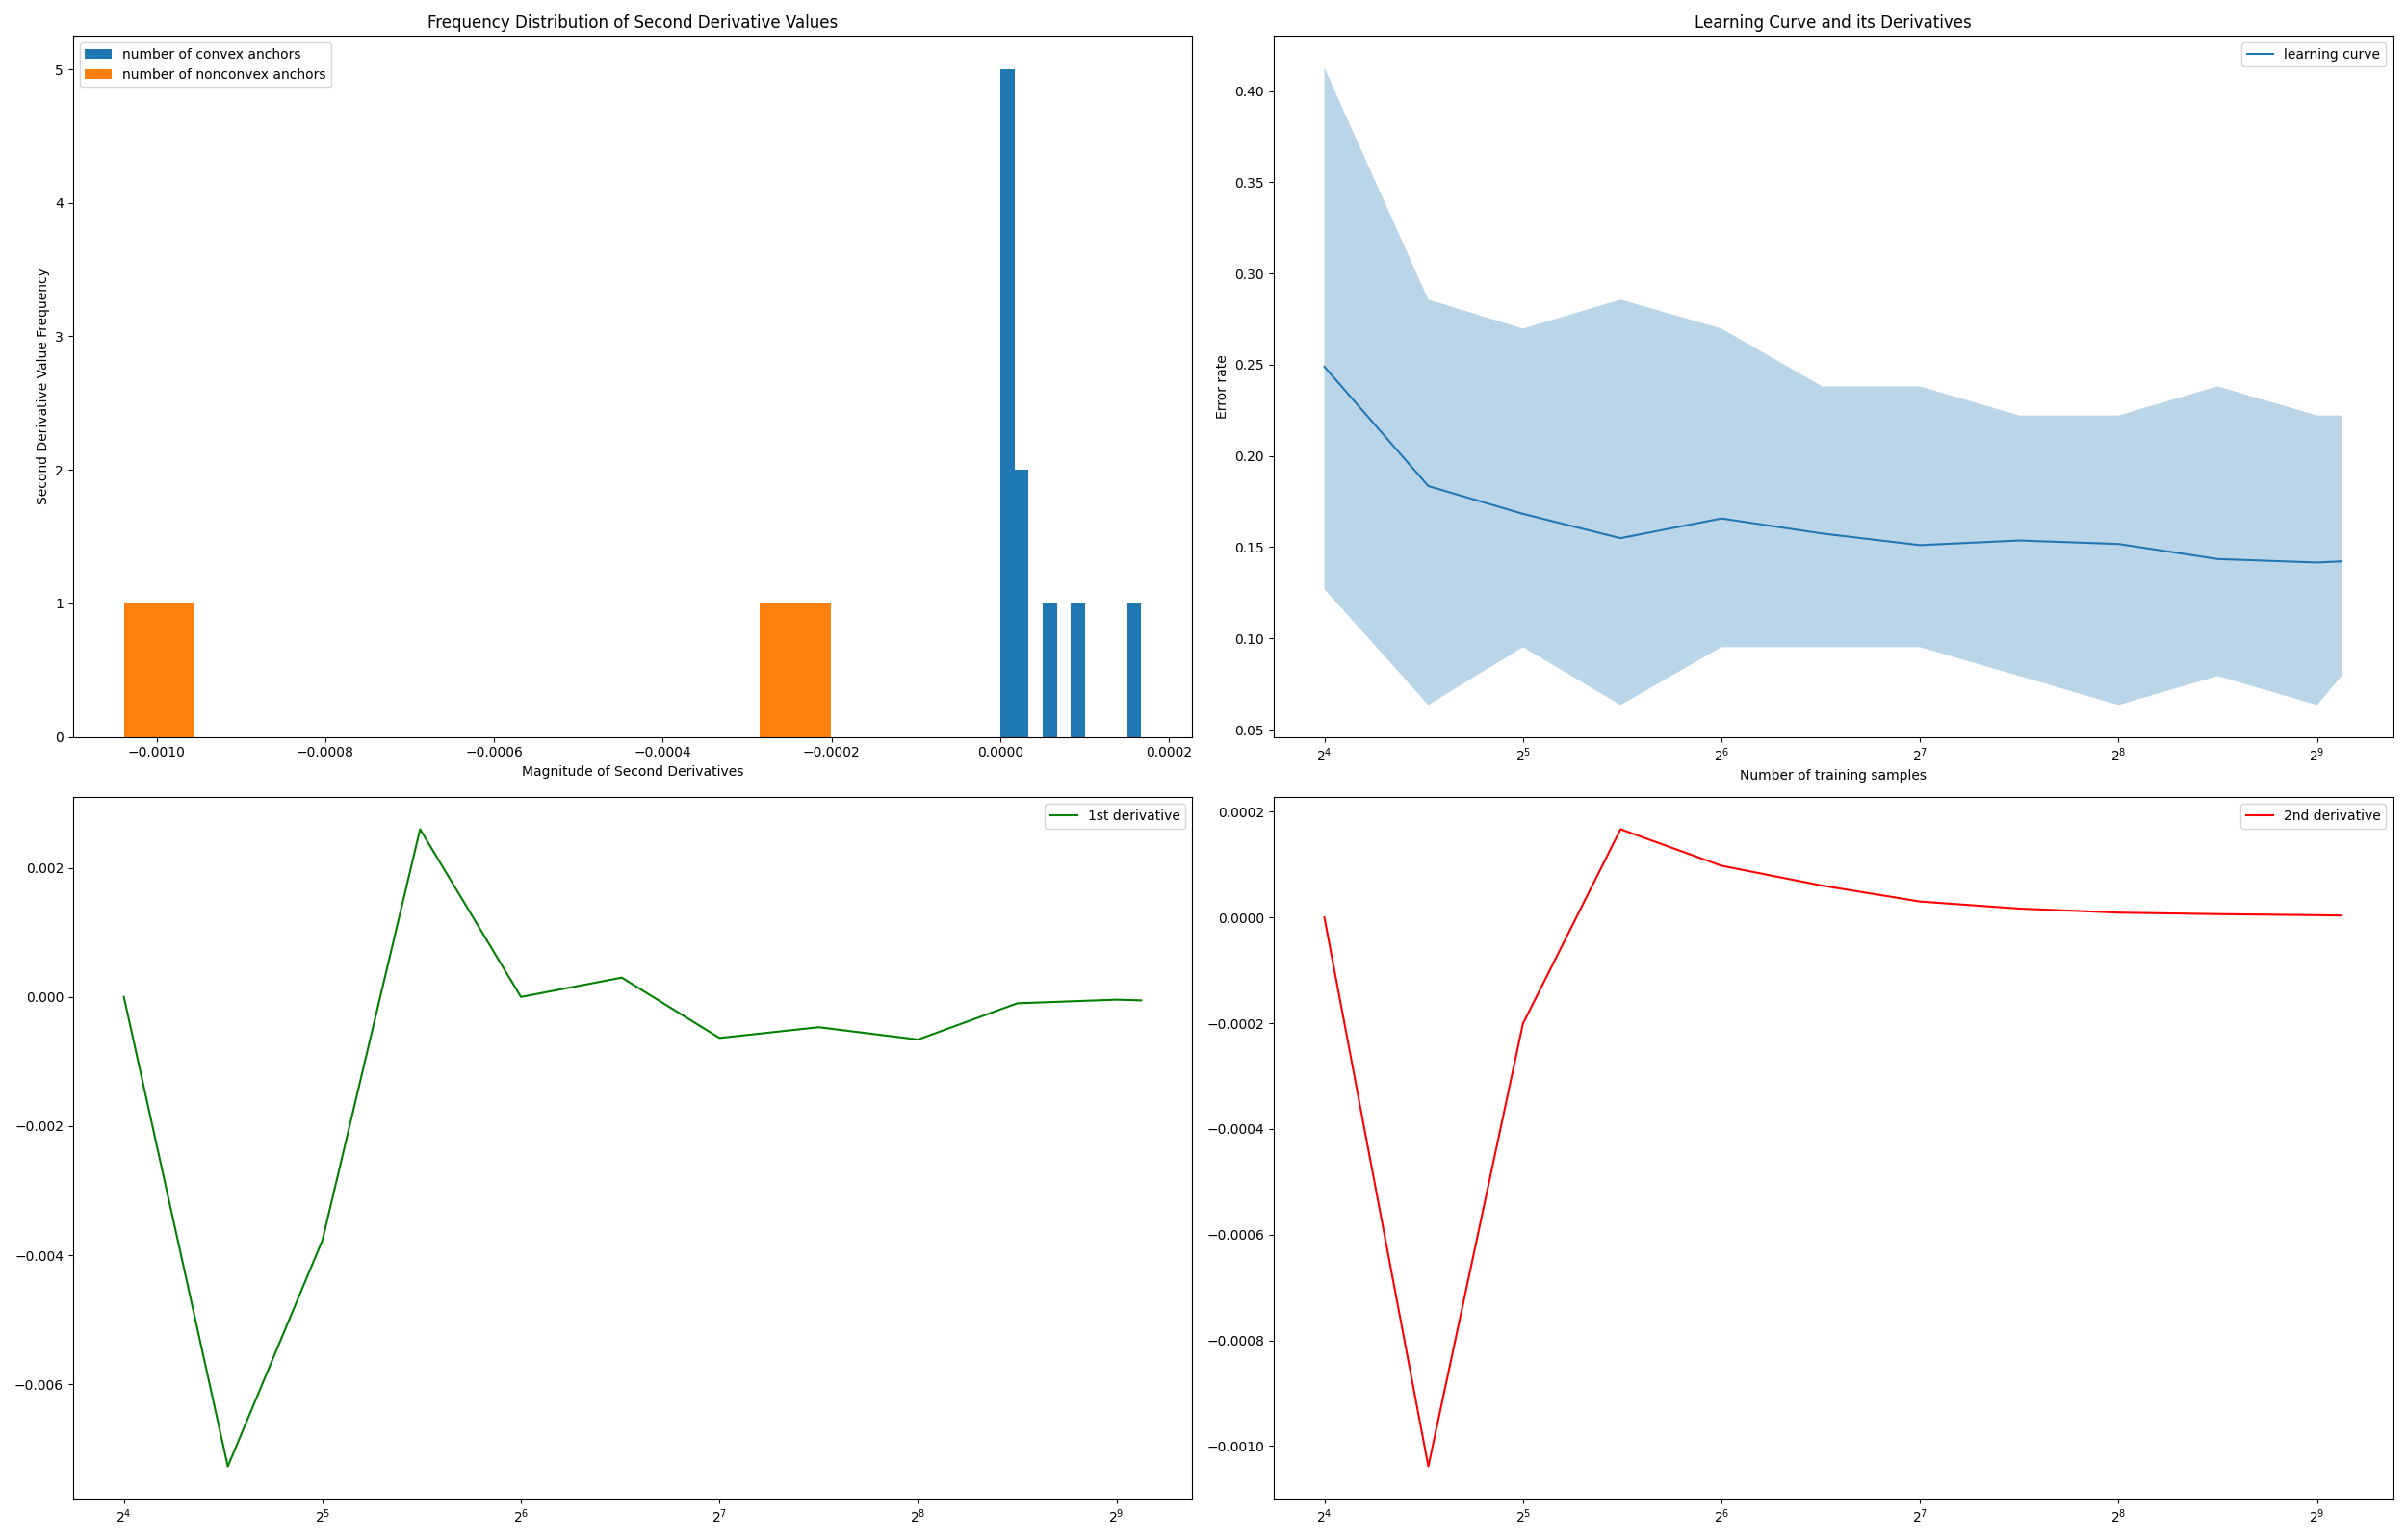 Frequency Distribution of Second Derivative Values
number of convex anchors
number of nonconvex anchors
Second Derivative Value Frequency
5
4
3
2
1
0
−0.0010 −0.0008 −0.0006 −0.0004 −0.0002 0.0000 0.0002
Magnitude of Second Derivatives
Learning Curve and its Derivatives
learning curve
Error rate
0.40
0.35
0.30
0.25
0.20
0.15
0.10
0.05
2⁴ 2⁵ 2⁶ 2⁷ 2⁸ 2⁹
Number of training samples
1st derivative
0.002
0.000
−0.002
−0.004
−0.006
2⁴ 2⁵ 2⁶ 2⁷ 2⁸ 2⁹
2nd derivative
0.0002
0.0000
−0.0002
−0.0004
−0.0006
−0.0008
−0.0010
2⁴ 2⁵ 2⁶ 2⁷ 2⁸ 2⁹